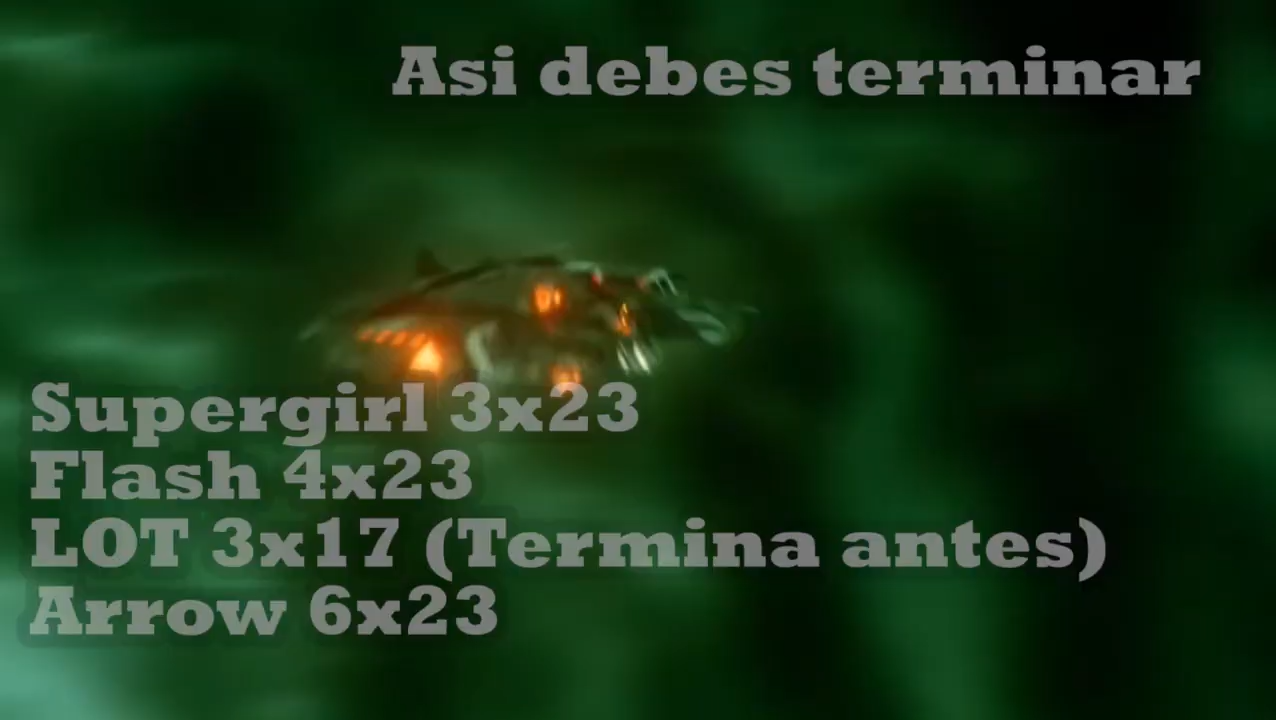 Asi debes terminar
Supergirl 3x23
Flash 4x23
LOT 3x17 (Termina antes)
Arrow 6x23